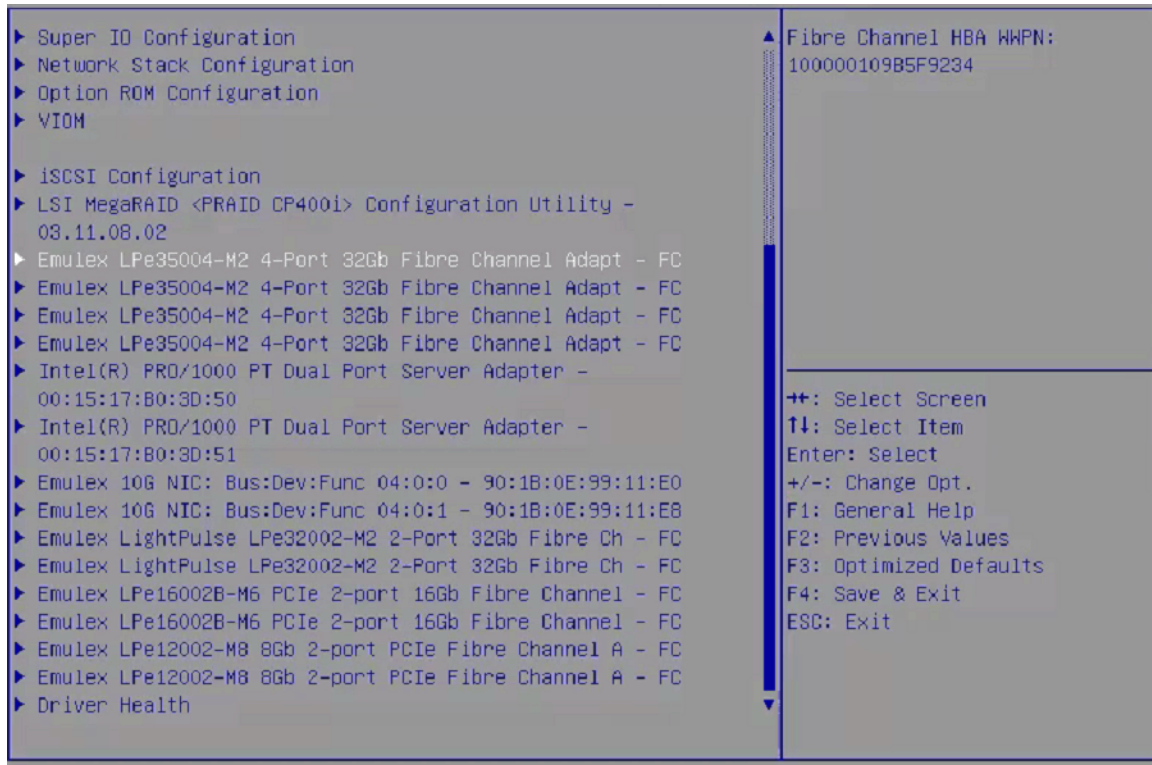 Super IO Configuration
Network Stack Configuration
Option ROM Configuration
VIOM
iSCSI Configuration
LSI MegaRAID <PRAID CP400i> Configuration Utility -
03.11.08.02
Emulex LPe35004-M2 4-Port 32Gb Fibre Channel Adapt - FC
Emulex LPe35004-M2 4-Port 32Gb Fibre Channel Adapt - FC
Emulex LPe35004-M2 4-Port 32Gb Fibre Channel Adapt - FC
Emulex LPe35004-M2 4-Port 32Gb Fibre Channel Adapt - FC
Intel(R) PRO/1000 PT Dual Port Server Adapter -
00:15:17:B0:3D:50
Intel(R) PRO/1000 PT Dual Port Server Adapter -
00:15:17:B0:3D:51
Emulex 10G NIC: Bus:Dev:Func 04:0:0 - 90:1B:0E:99:11:E0
Emulex 10G NIC: Bus:Dev:Func 04:0:1 - 90:1B:0E:99:11:E8
Emulex LightPulse LPe32002-M2 2-Port 32Gb Fibre Ch - FC
Emulex LightPulse LPe32002-M2 2-Port 32Gb Fibre Ch - FC
Emulex LPe16002B-M6 PCIe 2-port 16Gb Fibre Channel - FC
Emulex LPe16002B-M6 PCIe 2-port 16Gb Fibre Channel - FC
Emulex LPe12002-M8 8Gb 2-port PCIe Fibre Channel A - FC
Emulex LPe12002-M8 8Gb 2-port PCIe Fibre Channel A - FC
Driver Health
Fibre Channel HBA WWPN:
100000109B5F9234
→←: Select Screen
↑↓: Select Item
Enter: Select
+/-: Change Opt.
F1: General Help
F2: Previous Values
F3: Optimized Defaults
F4: Save & Exit
ESC: Exit